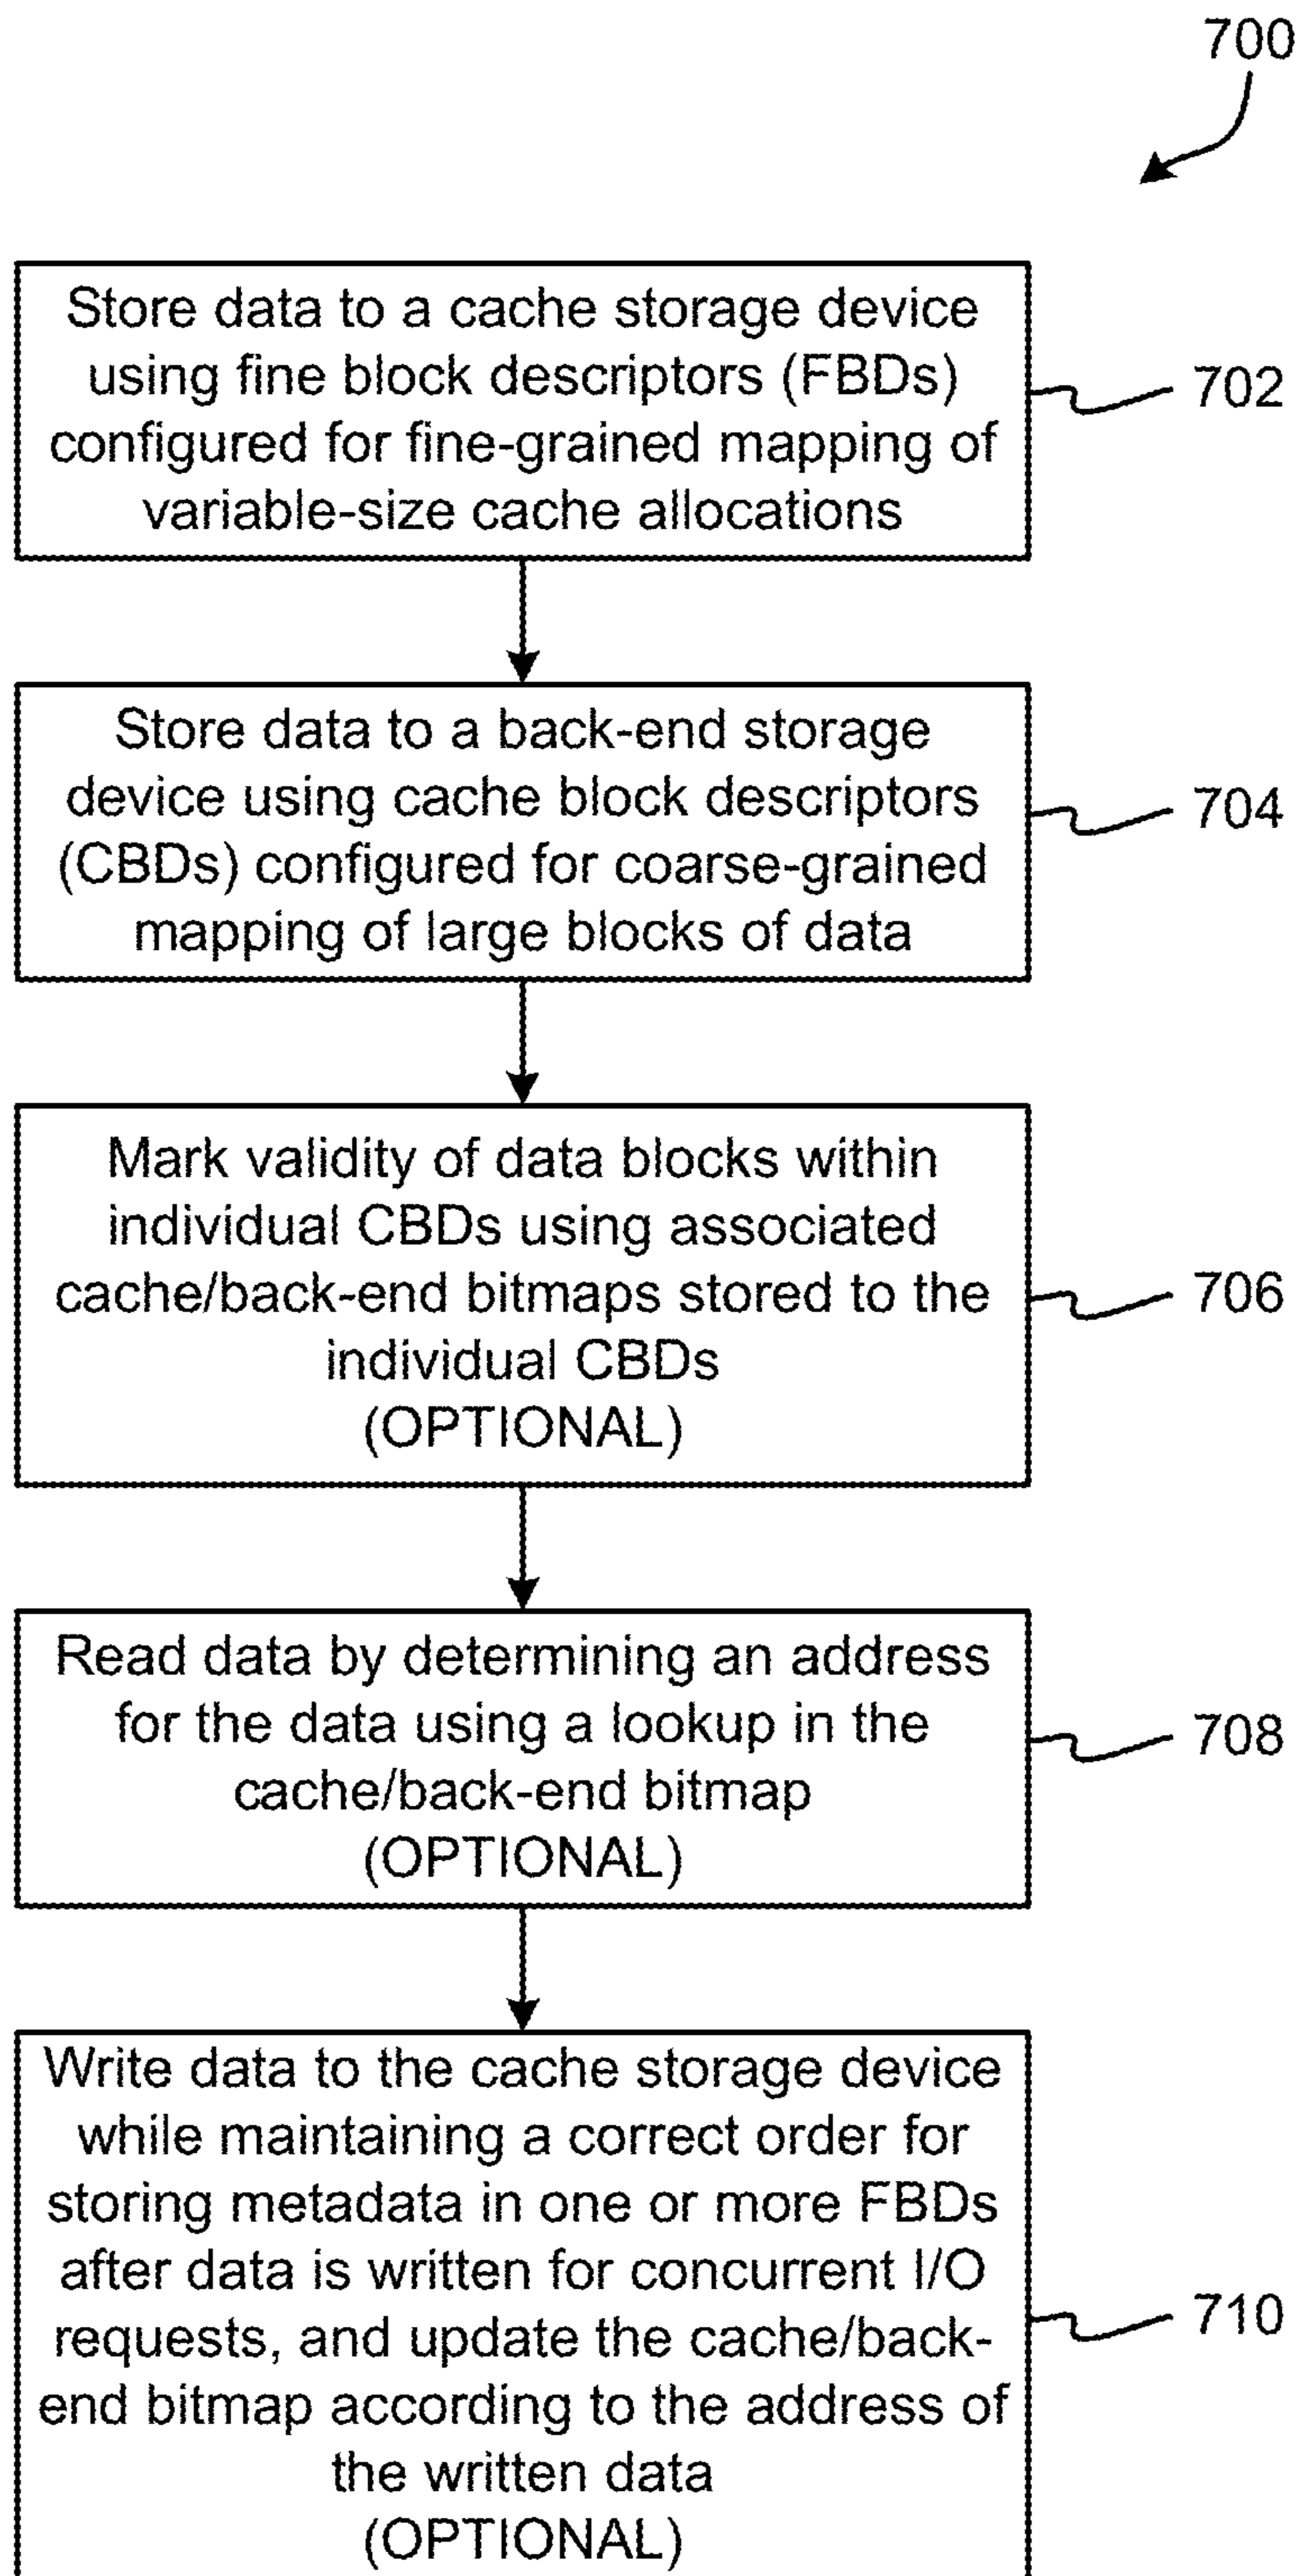 700
Store data to a cache storage device
using fine block descriptors (FBDs)
configured for fine-grained mapping of
variable-size cache allocations
702
Store data to a back-end storage
device using cache block descriptors
(CBDs) configured for coarse-grained
mapping of large blocks of data
704
Mark validity of data blocks within
individual CBDs using associated
cache/back-end bitmaps stored to the
individual CBDs
(OPTIONAL)
706
Read data by determining an address
for the data using a lookup in the
cache/back-end bitmap
(OPTIONAL)
708
Write data to the cache storage device
while maintaining a correct order for
storing metadata in one or more FBDs
after data is written for concurrent I/O
requests, and update the cache/back-
end bitmap according to the address of
the written data
(OPTIONAL)
710